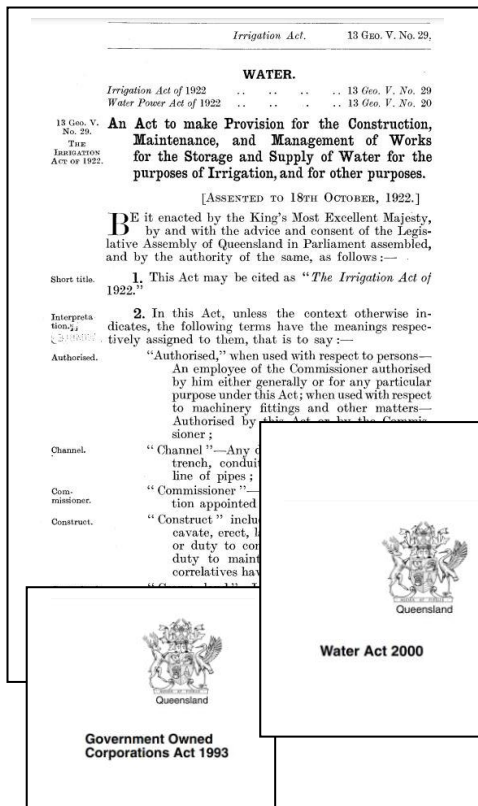 Irrigation Act. 13 GEO. V. No. 29,
WATER.
Irrigation Act of 1922 .. .. .. .. 13 Geo. V. No. 29
Water Power Act of 1922 .. .. . .. 13 Geo. V. No. 20
13 Geo. V.
No. 29.
THE
IRRIGATION
ACT OF 1922.
An Act to make Provision for the Construction,
Maintenance, and Management of Works
for the Storage and Supply of Water for the
purposes of Irrigation, and for other purposes.
[ASSENTED TO 18TH OCTOBER, 1922.]
BE it enacted by the King's Most Excellent Majesty,
by and with the advice and consent of the Legis-
lative Assembly of Queensland in Parliament assembled,
and by the authority of the same, as follows :—
Short title.
1. This Act may be cited as "The Irrigation Act of
1922."
Interpreta
tion.
2. In this Act, unless the context otherwise in-
dicates, the following terms have the meanings respec-
tively assigned to them, that is to say :—
Authorised.
"Authorised," when used with respect to persons—
An employee of the Commissioner authorised
by him either generally or for any particular
purpose under this Act; when used with respect
to machinery fittings and other matters—
Authorised by this Act or by the Commis-
sioner ;
Channel.
"Channel"—Any d
trench, conduit
line of pipes ;
Com-
missioner.
"Commissioner"—
tion appointed
Construct.
"Construct" inclu
cavate, erect, l
or duty to con
duty to maint
correlatives hav
Queensland
Water Act 2000
Queensland
Government Owned
Corporations Act 1993